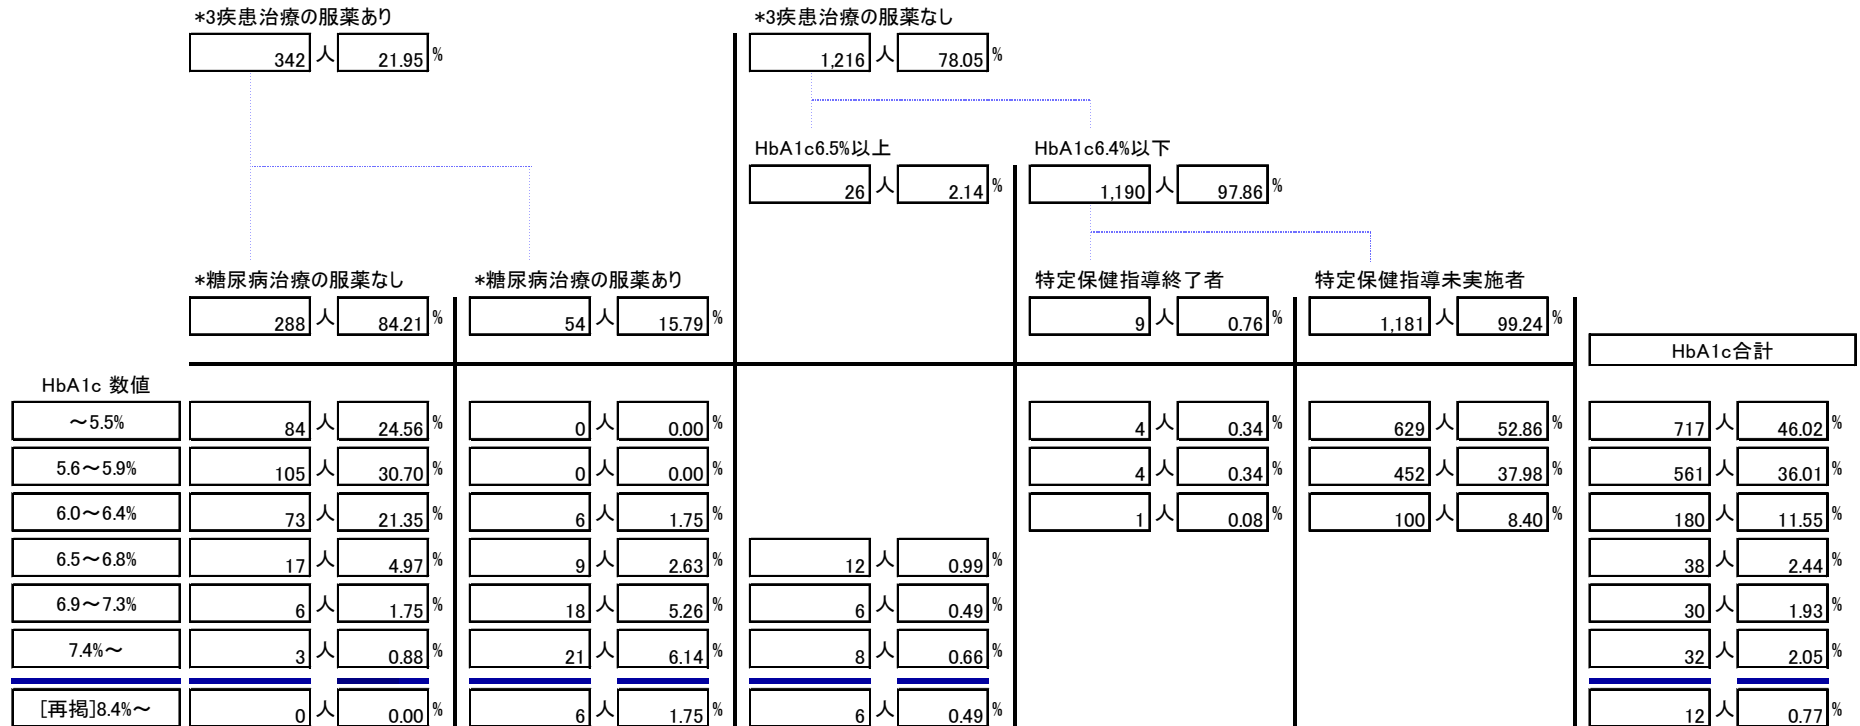 *3疾患治療の服薬あり *3疾患治療の服薬なし
342 人 21.95 % 1,216 人 78.05 %
HbA1c6.5%以上 HbA1c6.4%以下
26 人 2.14 % 1,190 人 97.86 %
*糖尿病治療の服薬なし *糖尿病治療の服薬あり 特定保健指導終了者 特定保健指導未実施者
288 人 84.21 % 54 人 15.79 % 9 人 0.76 % 1,181 人 99.24 %
HbA1c合計
HbA1c 数値
～5.5% 84 人 24.56 % 0 人 0.00 % 4 人 0.34 % 629 人 52.86 % 717 人 46.02 %
5.6～5.9% 105 人 30.70 % 0 人 0.00 % 4 人 0.34 % 452 人 37.98 % 561 人 36.01 %
6.0～6.4% 73 人 21.35 % 6 人 1.75 % 1 人 0.08 % 100 人 8.40 % 180 人 11.55 %
6.5～6.8% 17 人 4.97 % 9 人 2.63 % 12 人 0.99 % 38 人 2.44 %
6.9～7.3% 6 人 1.75 % 18 人 5.26 % 6 人 0.49 % 30 人 1.93 %
7.4%～ 3 人 0.88 % 21 人 6.14 % 8 人 0.66 % 32 人 2.05 %
[再掲]8.4%～ 0 人 0.00 % 6 人 1.75 % 6 人 0.49 % 12 人 0.77 %